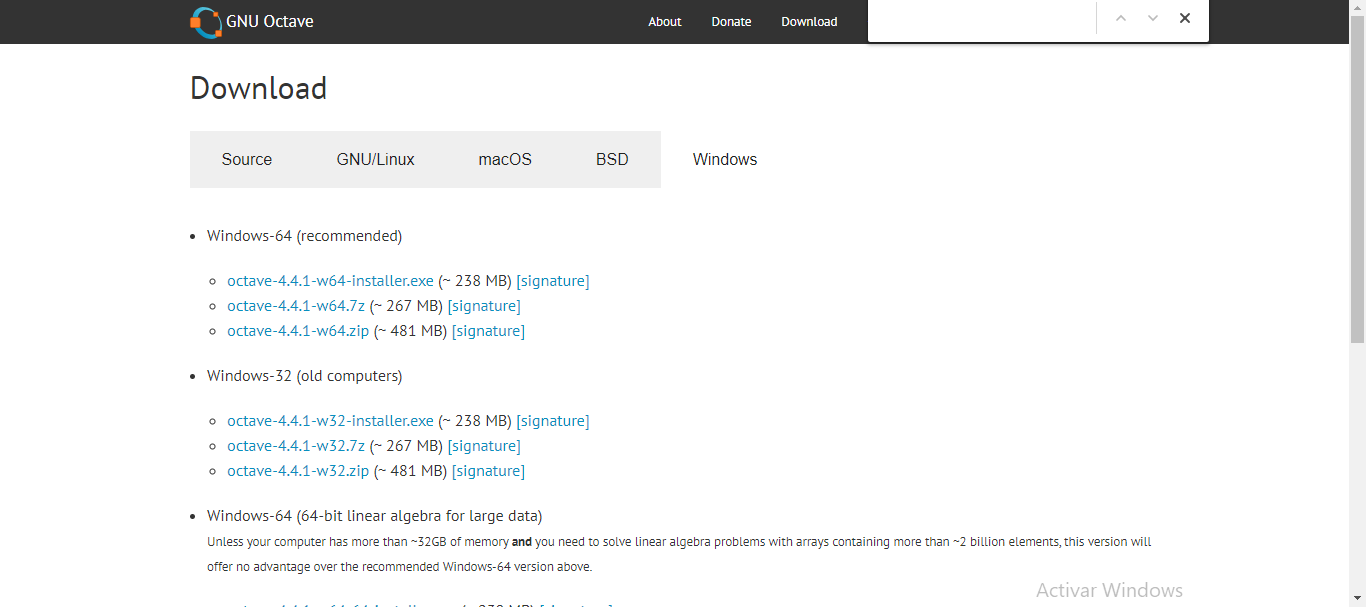 GNU Octave About Donate Download
Download
Source GNU/Linux macOS BSD Windows
Windows-64 (recommended)
octave-4.4.1-w64-installer.exe (~ 238 MB) [signature]
octave-4.4.1-w64.7z (~ 267 MB) [signature]
octave-4.4.1-w64.zip (~ 481 MB) [signature]
Windows-32 (old computers)
octave-4.4.1-w32-installer.exe (~ 238 MB) [signature]
octave-4.4.1-w32.7z (~ 267 MB) [signature]
octave-4.4.1-w32.zip (~ 481 MB) [signature]
Windows-64 (64-bit linear algebra for large data)
Unless your computer has more than ~32GB of memory and you need to solve linear algebra problems with arrays containing more than ~2 billion elements, this version will
offer no advantage over the recommended Windows-64 version above.
Activar Windows